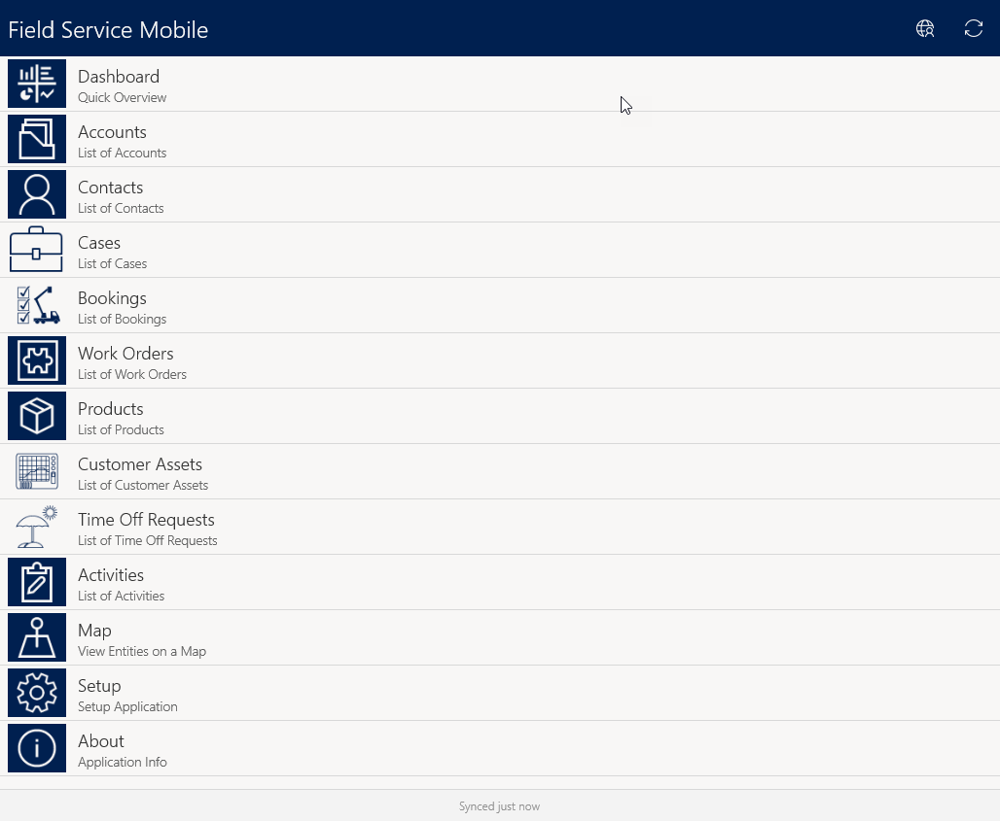 Field Service Mobile
Dashboard
Quick Overview
Accounts
List of Accounts
Contacts
List of Contacts
Cases
List of Cases
Bookings
List of Bookings
Work Orders
List of Work Orders
Products
List of Products
Customer Assets
List of Customer Assets
Time Off Requests
List of Time Off Requests
Activities
List of Activities
Map
View Entities on a Map
Setup
Setup Application
About
Application Info
Synced just now